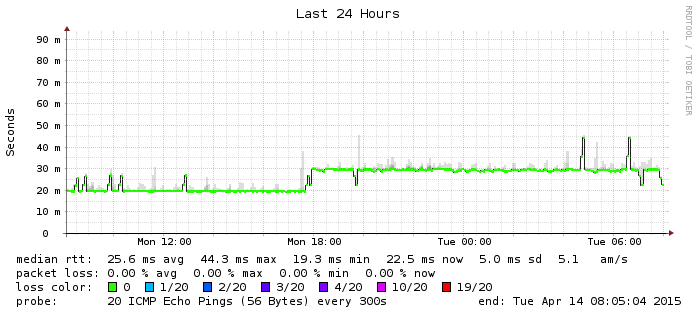 Last 24 Hours
RRDTOOL / TOBI OETIKER
Seconds
90 m
80 m
70 m
60 m
50 m
40 m
30 m
20 m
10 m
0
Mon 12:00 Mon 18:00 Tue 00:00 Tue 06:00
median rtt: 25.6 ms avg 44.3 ms max 19.3 ms min 22.5 ms now 5.0 ms sd 5.1 am/s
packet loss: 0.00 % avg 0.00 % max 0.00 % min 0.00 % now
loss color: 0 1/20 2/20 3/20 4/20 10/20 19/20
probe: 20 ICMP Echo Pings (56 Bytes) every 300s end: Tue Apr 14 08:05:04 2015